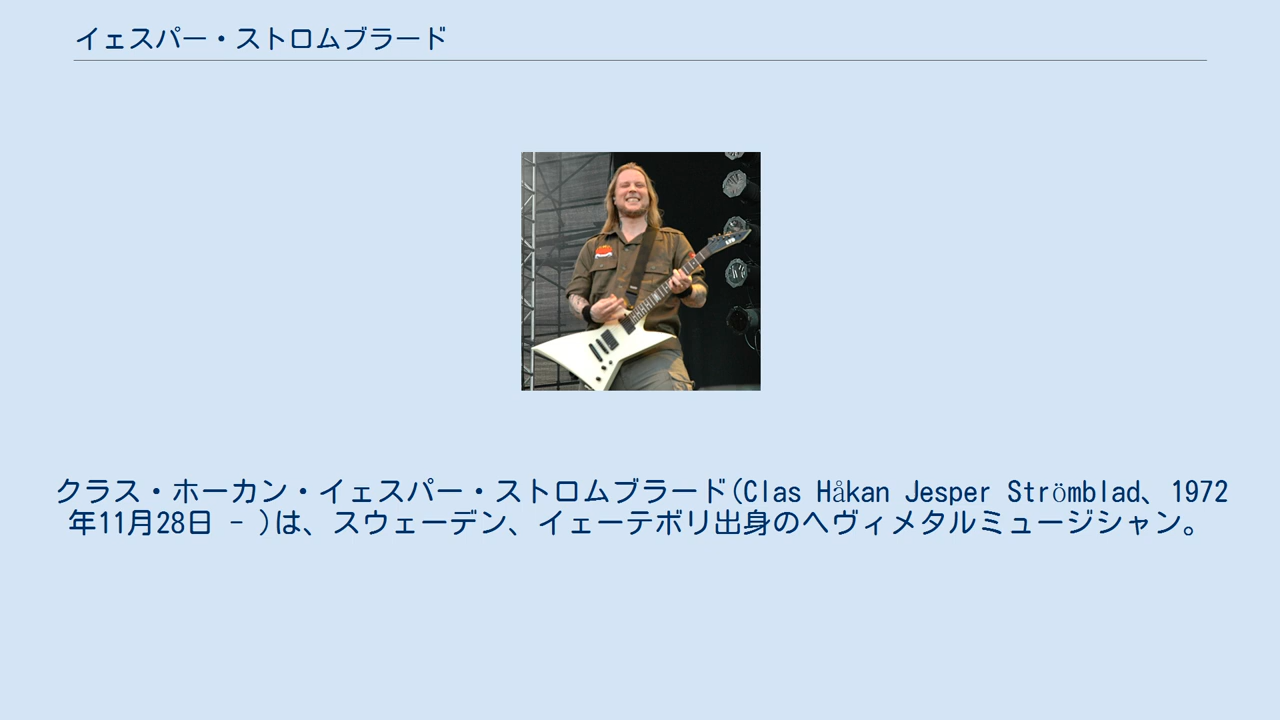 イェスパー・ストロムブラード
クラス・ホーカン・イェスパー・ストロムブラード(Clas Håkan Jesper Strömblad、1972
年11月28日 - )は、スウェーデン、イェーテボリ出身のヘヴィメタルミュージシャン。